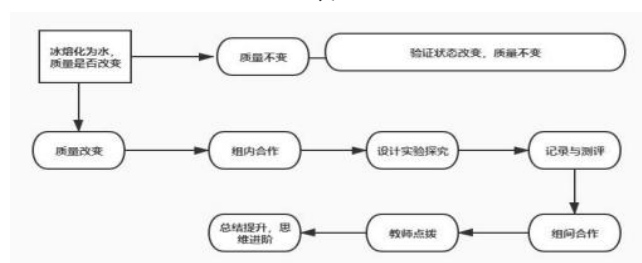 冰熔化为水，
质量是否改变
质量不变
验证状态改变，质量不变
质量改变
组内合作
设计实验探究
记录与测评
总结提升，思
维进阶
教师点拨
组问合作